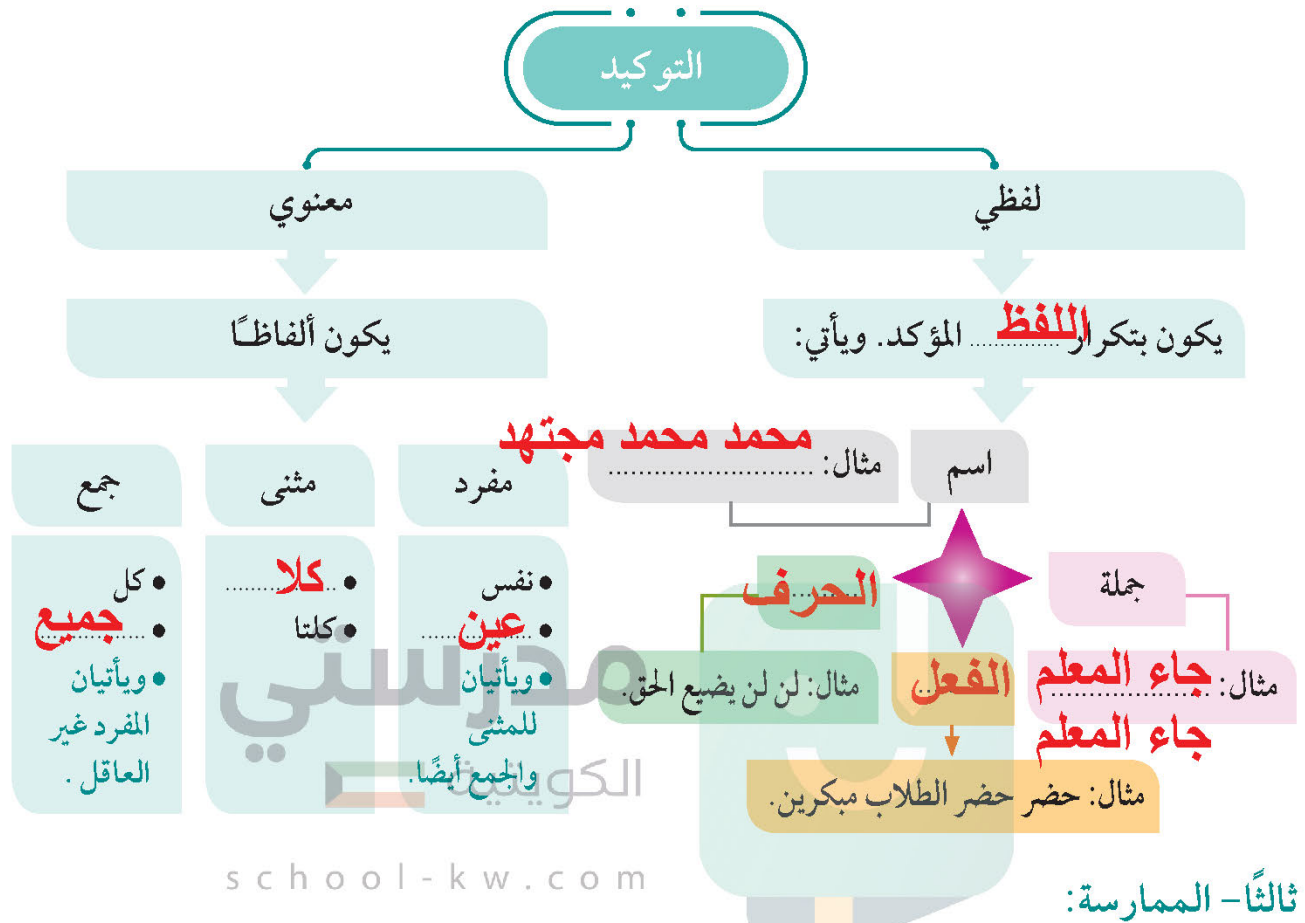 التوكيد
لفظي
معنوي
يكون بتكرار اللفظ المؤكد. ويأتي:
يكون ألفاظًا
اسم
مثال: محمد محمد مجتهد
جملة
مثال: جاء المعلم
جاء المعلم
الحرف
مثال: لن لن يضيع الحق.
الفعل
مثال: حضر حضر الطلاب مبكرين.
مفرد
• نفس
• عين
• ويأتيان
للمثنى
والجمع أيضًا.
مثنى
• كلا
• كلتا
جمع
• كل
• جميع
• ويأتيان
المفرد غير
العاقل .
مدرستي
الكويتية
school-kw.com
ثالثًا– الممارسة: